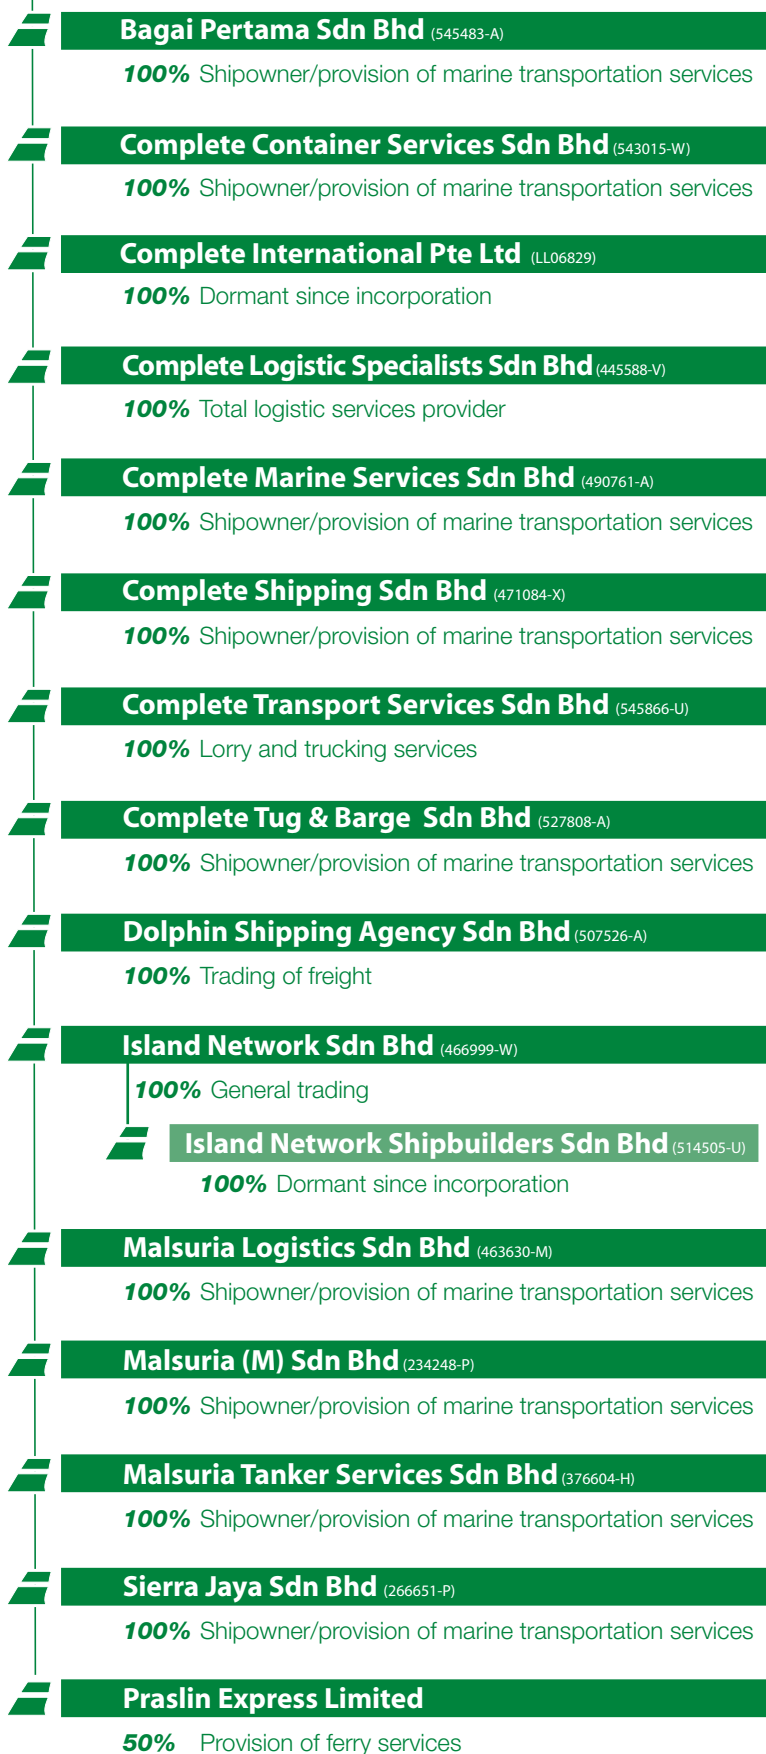 Bagai Pertama Sdn Bhd (545483-A)
100% Shipowner/provision of marine transportation services
Complete Container Services Sdn Bhd (543015-W)
100% Shipowner/provision of marine transportation services
Complete International Pte Ltd (LL06829)
100% Dormant since incorporation
Complete Logistic Specialists Sdn Bhd (445588-V)
100% Total logistic services provider
Complete Marine Services Sdn Bhd (490761-A)
100% Shipowner/provision of marine transportation services
Complete Shipping Sdn Bhd (471084-X)
100% Shipowner/provision of marine transportation services
Complete Transport Services Sdn Bhd (545866-U)
100% Lorry and trucking services
Complete Tug & Barge Sdn Bhd (527808-A)
100% Shipowner/provision of marine transportation services
Dolphin Shipping Agency Sdn Bhd (507526-A)
100% Trading of freight
Island Network Sdn Bhd (466999-W)
100% General trading
Island Network Shipbuilders Sdn Bhd (514505-U)
100% Dormant since incorporation
Malsuria Logistics Sdn Bhd (463630-M)
100% Shipowner/provision of marine transportation services
Malsuria (M) Sdn Bhd (234248-P)
100% Shipowner/provision of marine transportation services
Malsuria Tanker Services Sdn Bhd (376604-H)
100% Shipowner/provision of marine transportation services
Sierra Jaya Sdn Bhd (266651-P)
100% Shipowner/provision of marine transportation services
Praslin Express Limited
50% Provision of ferry services